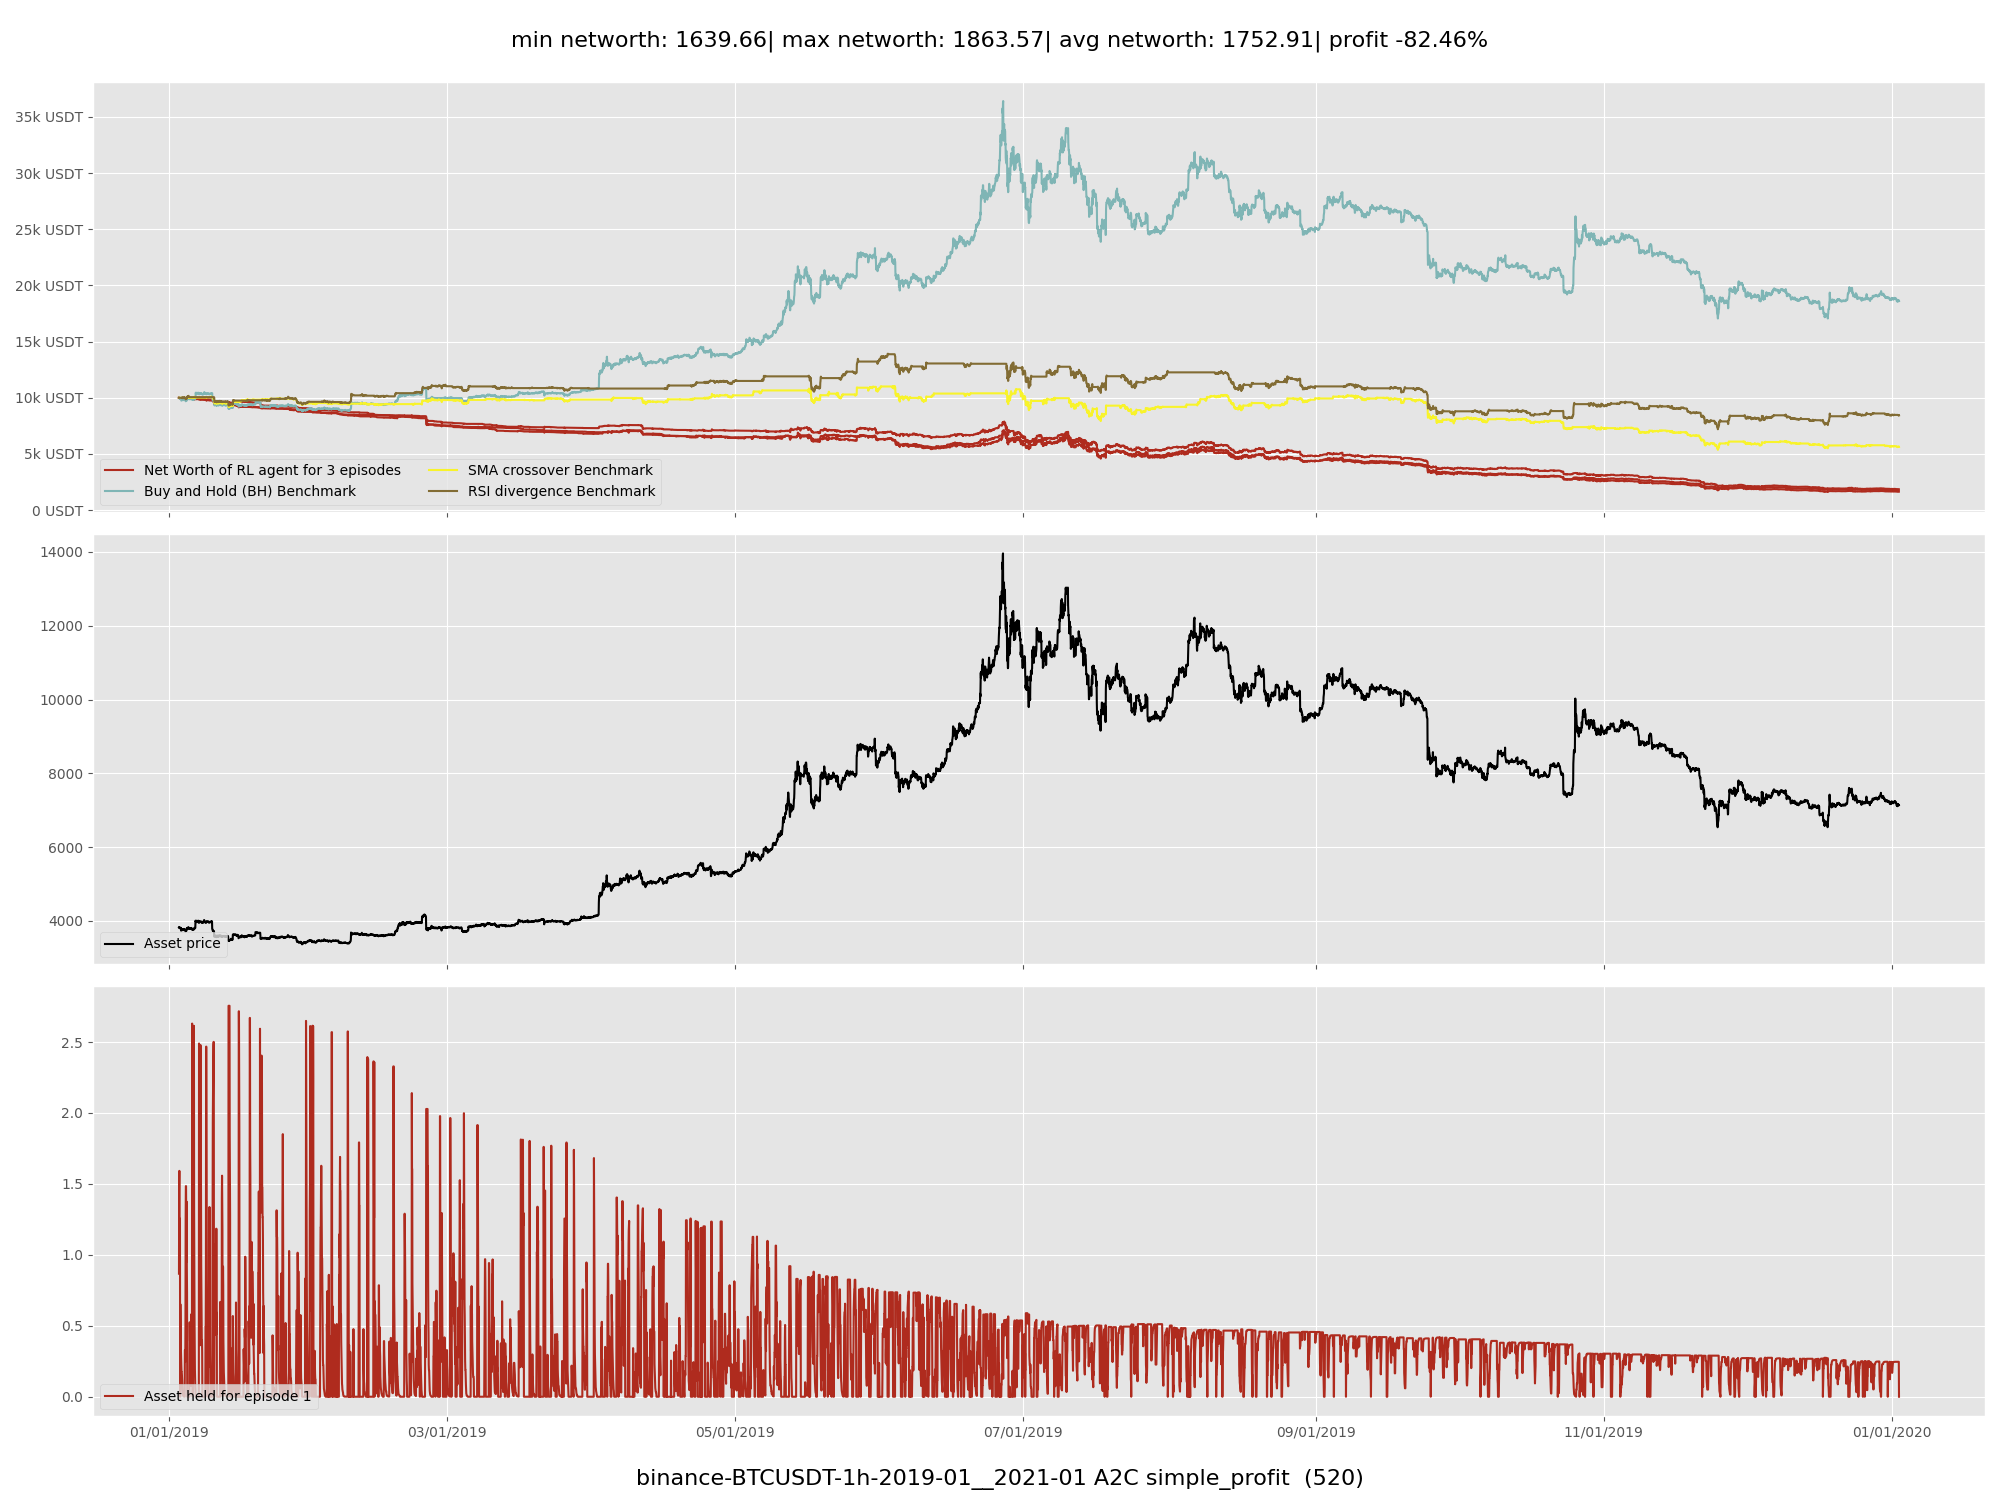 min networth: 1639.66| max networth: 1863.57| avg networth: 1752.91| profit -82.46%
35k USDT
30k USDT
25k USDT
20k USDT
15k USDT
10k USDT
5k USDT
0 USDT
Net Worth of RL agent for 3 episodes
Buy and Hold (BH) Benchmark
SMA crossover Benchmark
RSI divergence Benchmark
14000
12000
10000
8000
6000
4000
Asset price
2.5
2.0
1.5
1.0
0.5
0.0
Asset held for episode 1
01/01/2019
03/01/2019
05/01/2019
07/01/2019
09/01/2019
11/01/2019
01/01/2020
binance-BTCUSDT-1h-2019-01__2021-01 A2C simple_profit (520)